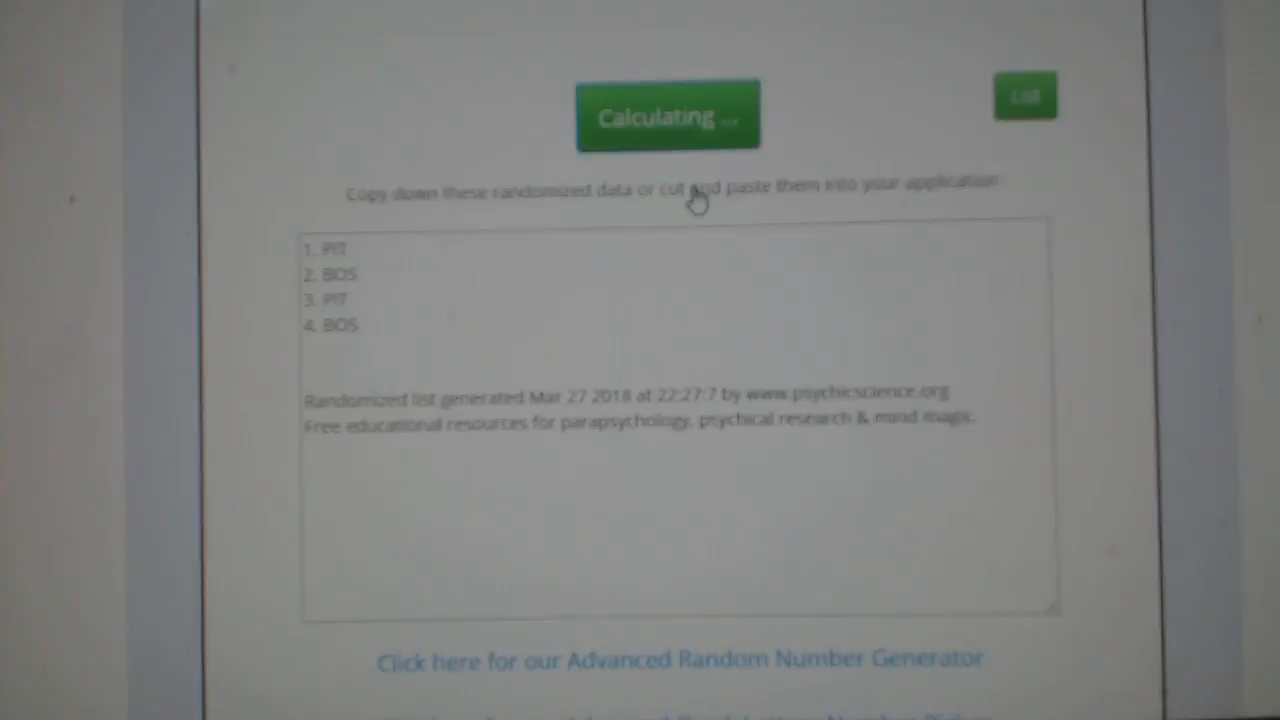 Calculating ...
List
Copy down these randomized data or cut and paste them into your application
1. PIT
2. BOS
3. PIT
4. BOS
Randomized list generated Mar 27 2018 at 22:27:7 by www.psychicscience.org
Free educational resources for parapsychology, psychical research & mind magic.
Click here for our Advanced Random Number Generator